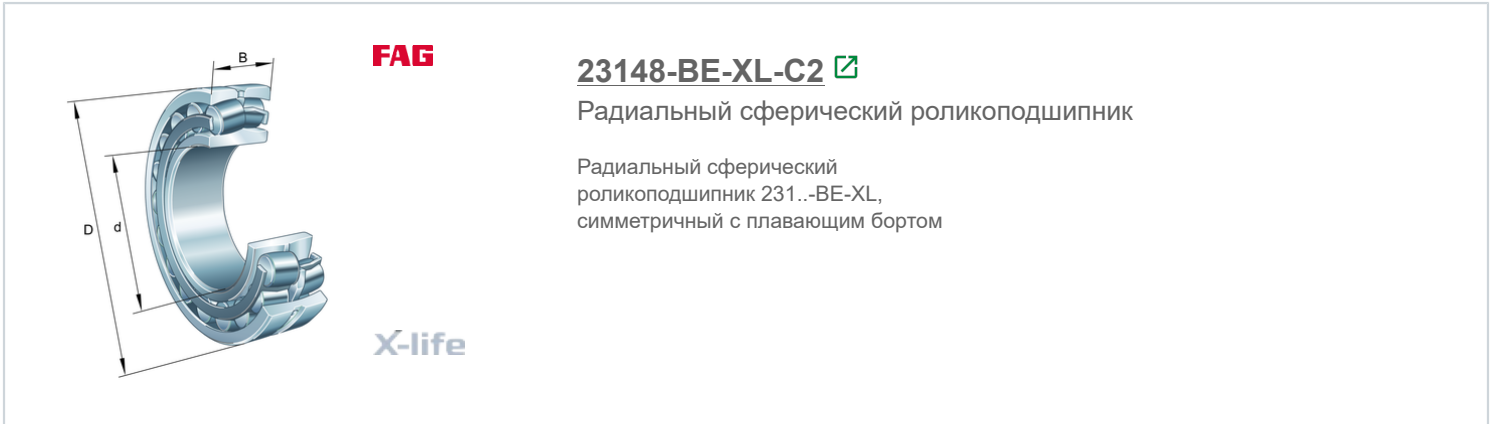 B
D
d
FAG
X-life
23148-BE-XL-C2
Радиальный сферический роликоподшипник
Радиальный сферический
роликоподшипник 231..-BE-XL,
симметричный с плавающим бортом